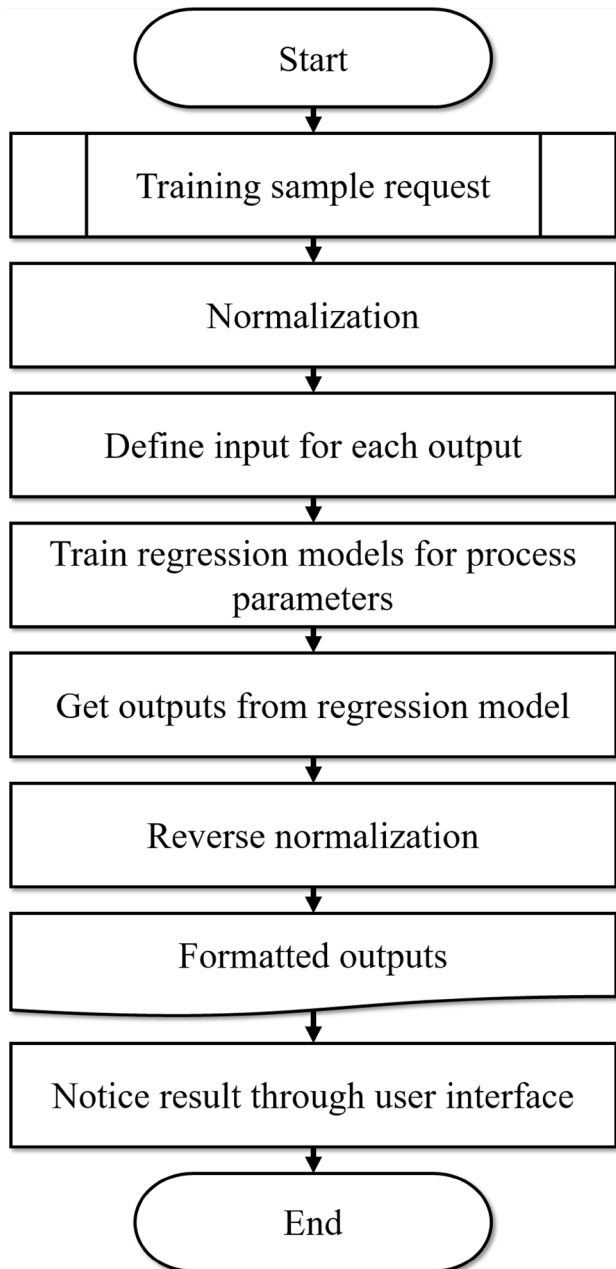 Start
Training sample request
Normalization
Define input for each output
Train regression models for process
parameters
Get outputs from regression model
Reverse normalization
Formatted outputs
Notice result through user interface
End